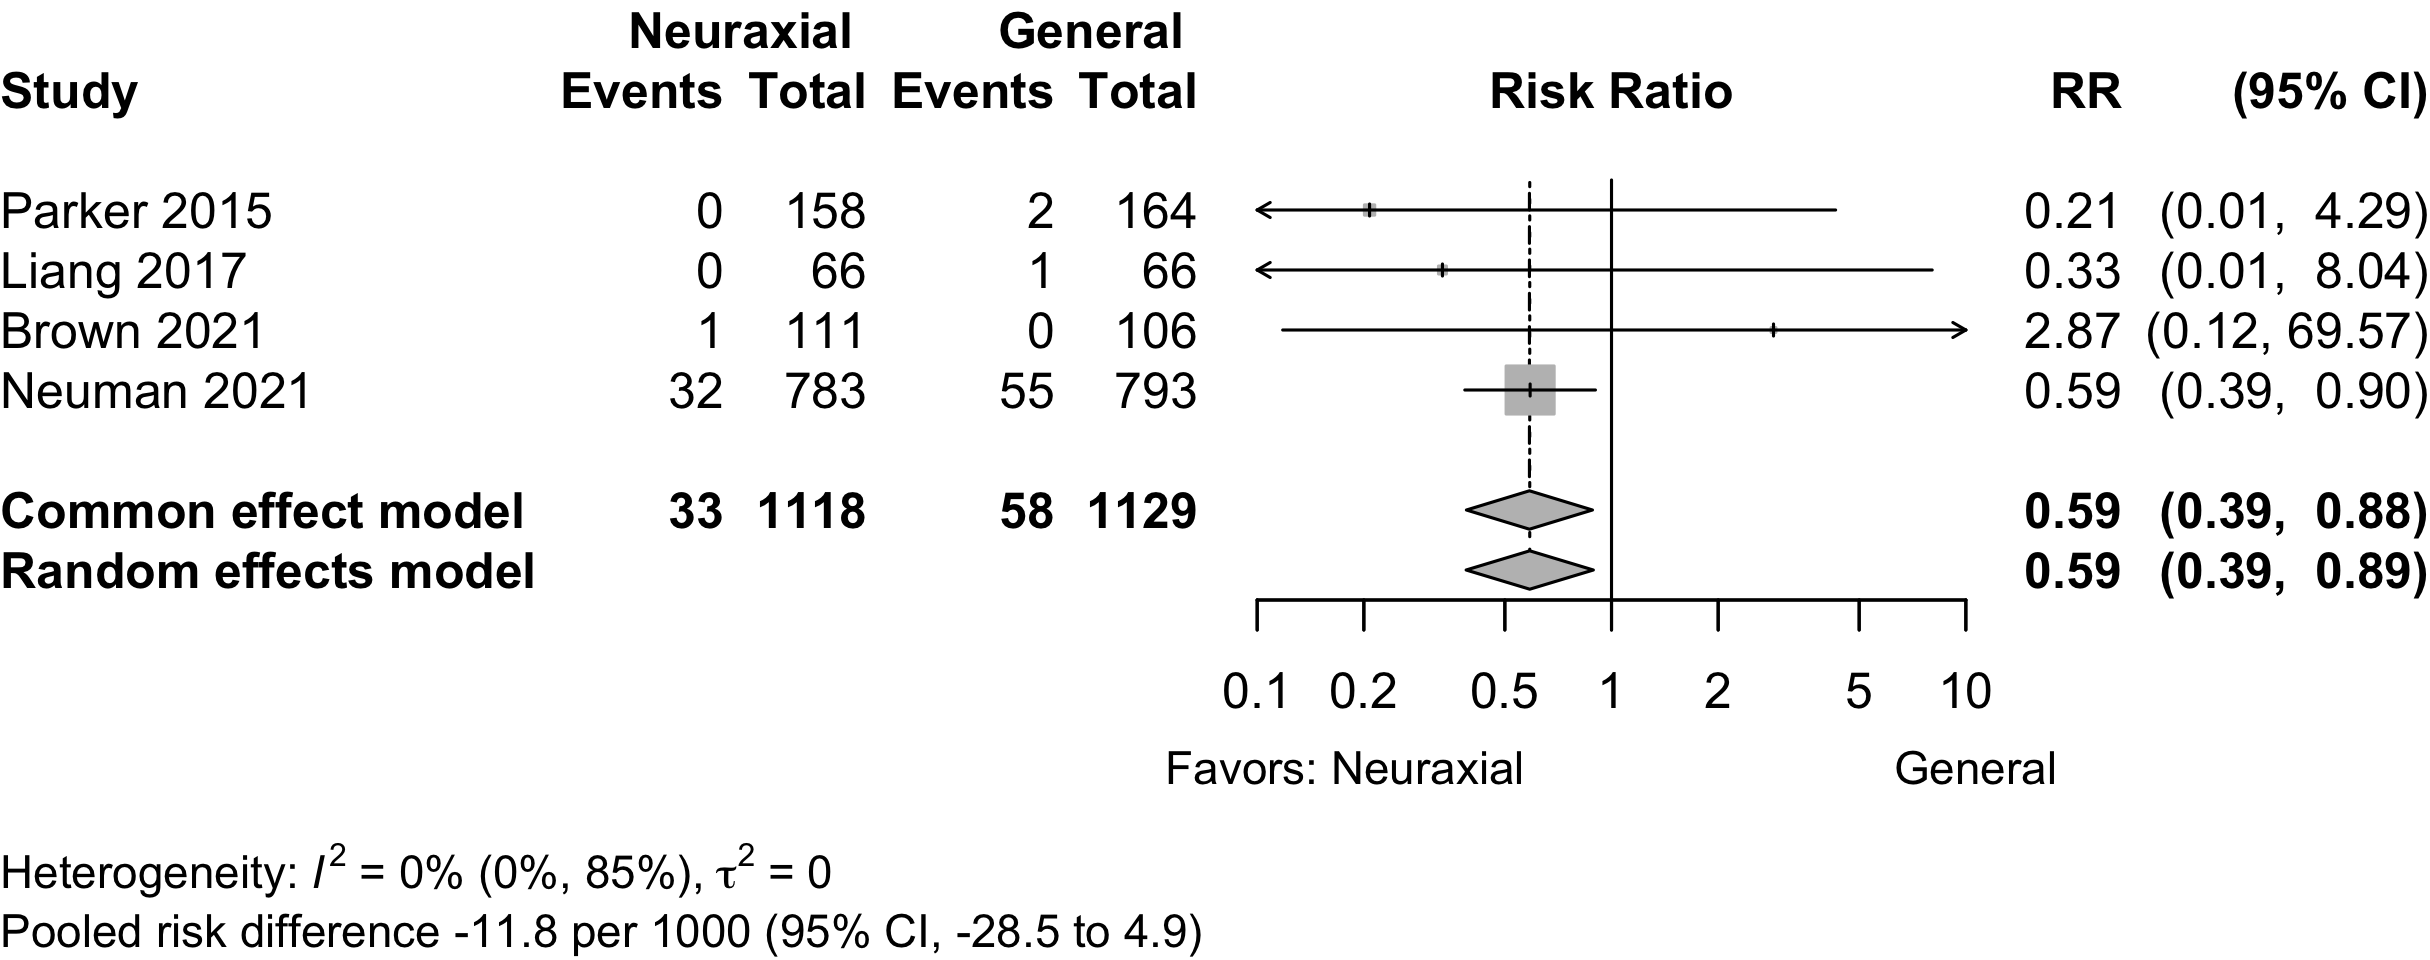 Neuraxial General
Study Events Total Events Total Risk Ratio RR (95% CI)
Parker 2015 0 158 2 164 0.21 (0.01, 4.29)
Liang 2017 0 66 1 66 0.33 (0.01, 8.04)
Brown 2021 1 111 0 106 2.87 (0.12, 69.57)
Neuman 2021 32 783 55 793 0.59 (0.39, 0.90)
Common effect model 33 1118 58 1129 0.59 (0.39, 0.88)
Random effects model 0.59 (0.39, 0.89)
0.1 0.2 0.5 1 2 5 10
Favors: Neuraxial General
Heterogeneity: I² = 0% (0%, 85%), τ² = 0
Pooled risk difference -11.8 per 1000 (95% CI, -28.5 to 4.9)